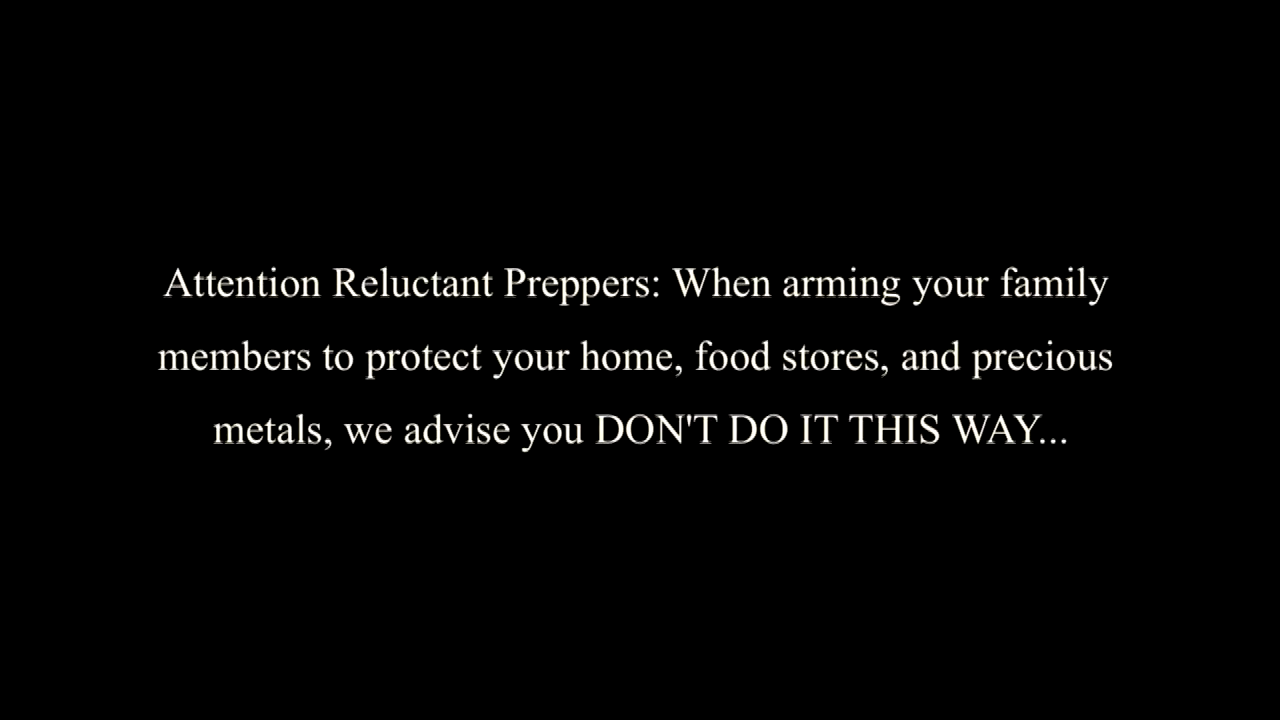 Attention Reluctant Preppers: When arming your family
members to protect your home, food stores, and precious
metals, we advise you DON'T DO IT THIS WAY...